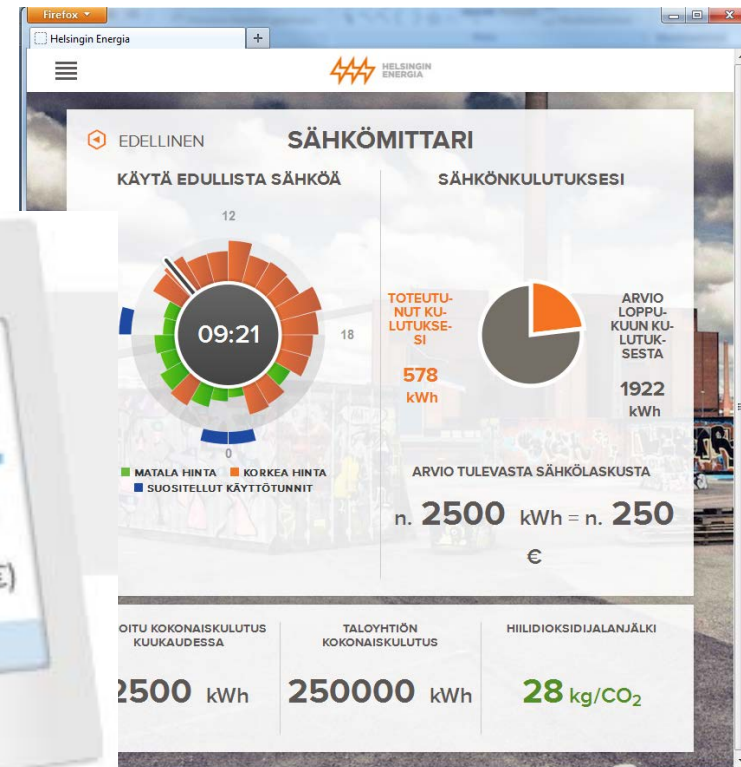 Firefox
Helsingin Energia
+
HELSINGIN
ENERGIA
EDELLINEN
SÄHKÖMITTARI
KÄYTÄ EDULLISTA SÄHKÖÄ
12
09:21
18
0
MATALA HINTA KORKEA HINTA
SUOSITELLUT KÄYTTÖTUNNIT
SÄHKÖNKULUTUKSESI
TOTEUTU-
NUT KU-
LUTUKSE-
SI
578
kWh
ARVIO
LOPPU-
KUUN KU-
LUTUK-
SESTA
1922
kWh
ARVIO TULEVASTA SÄHKÖLASKUSTA
n. 2500 kWh = n. 250
€
€)
OITU KOKONAISKULUTUS
KUUKAUDESSA
2500 kWh
TALOYHTIÖN
KOKONAISKULUTUS
250000 kWh
HIILIDIOKSIDIJALANJÄLKI
28 kg/CO₂